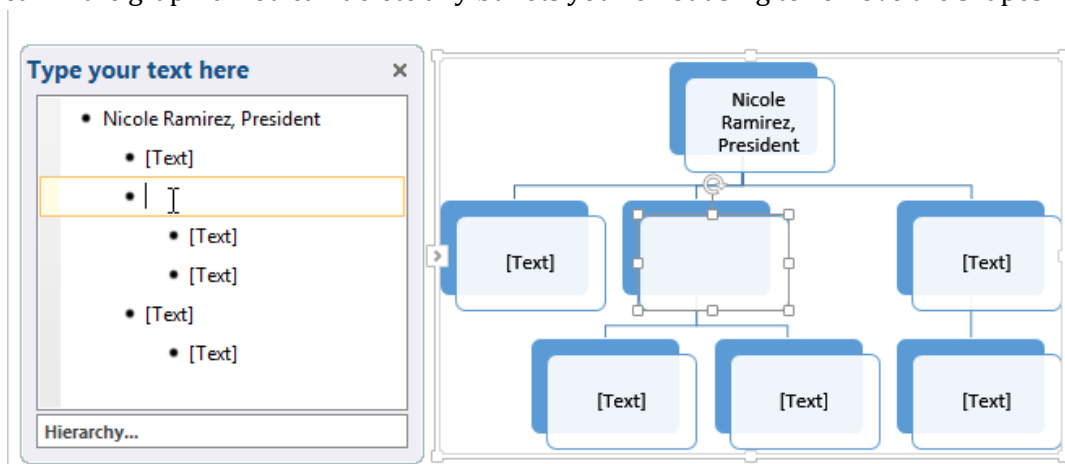 Type your text here
Nicole Ramirez, President
[Text]
[Text]
[Text]
[Text]
[Text]
Hierarchy...
Nicole
Ramirez,
President
[Text]
[Text]
[Text]
[Text]
[Text]